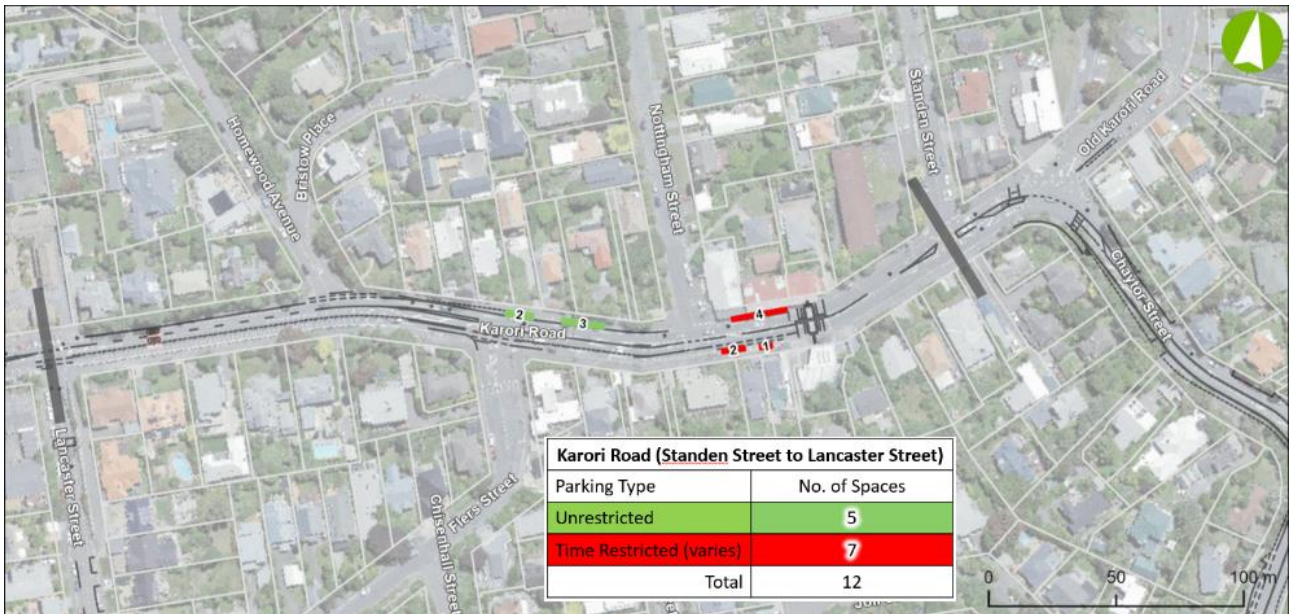 Homewood Avenue
Bristow Place
Nottingham Street
Standen Street
Old Karori Road
Chaytor Street
2
3
Karori Road
4
2
1
Lancaster Street
Chisenhall Street
Flers Street
Karori Road (Standen Street to Lancaster Street)
Parking Type No. of Spaces
Unrestricted 5
Time Restricted (varies) 7
Total 12
0 50 100 m